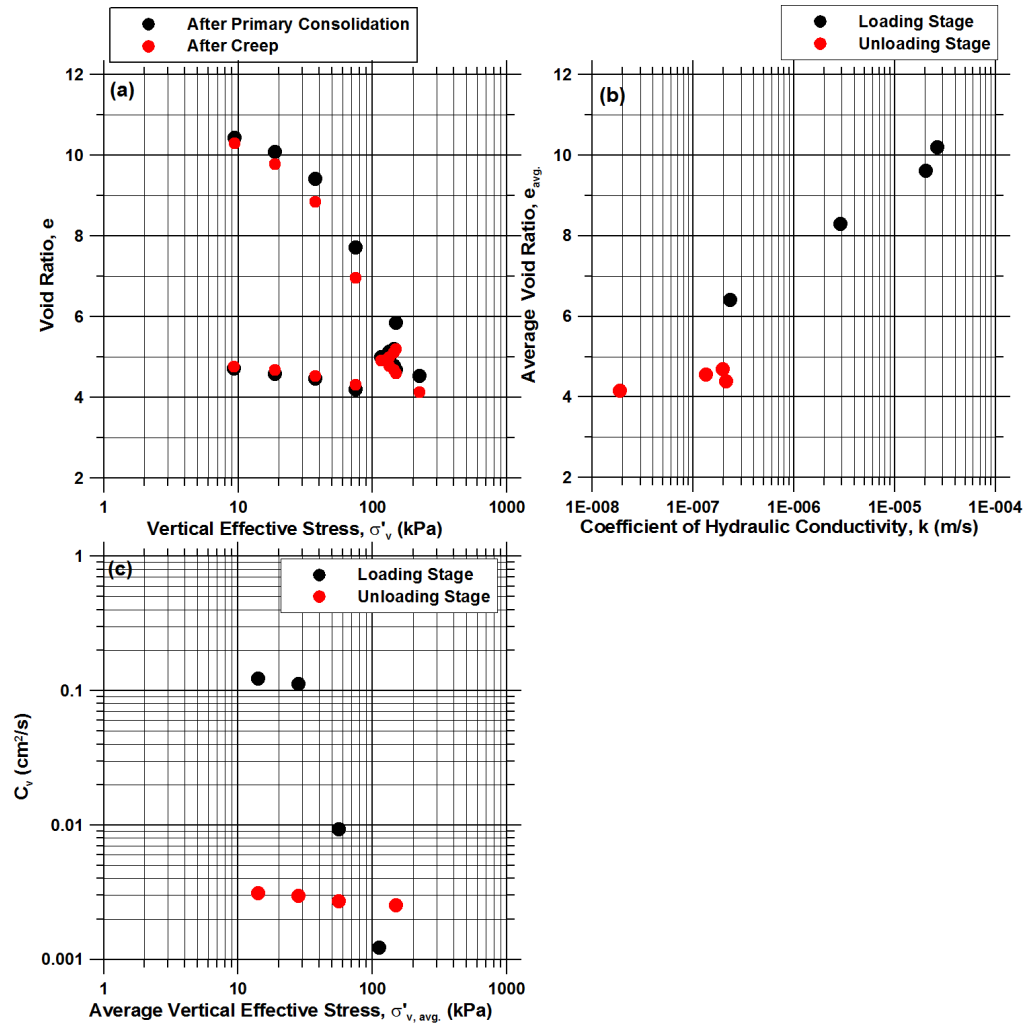 After Primary Consolidation
After Creep
(a)
12
10
8
6
4
2
Void Ratio, e
1
10
100
1000
Vertical Effective Stress, σ'v (kPa)
Loading Stage
Unloading Stage
(b)
12
10
8
6
4
2
Average Void Ratio, eavg.
1E-008
1E-007
1E-006
1E-005
1E-004
Coefficient of Hydraulic Conductivity, k (m/s)
(c)
Loading Stage
Unloading Stage
1
0.1
0.01
0.001
Cv (cm2/s)
1
10
100
1000
Average Vertical Effective Stress, σ'v, avg. (kPa)